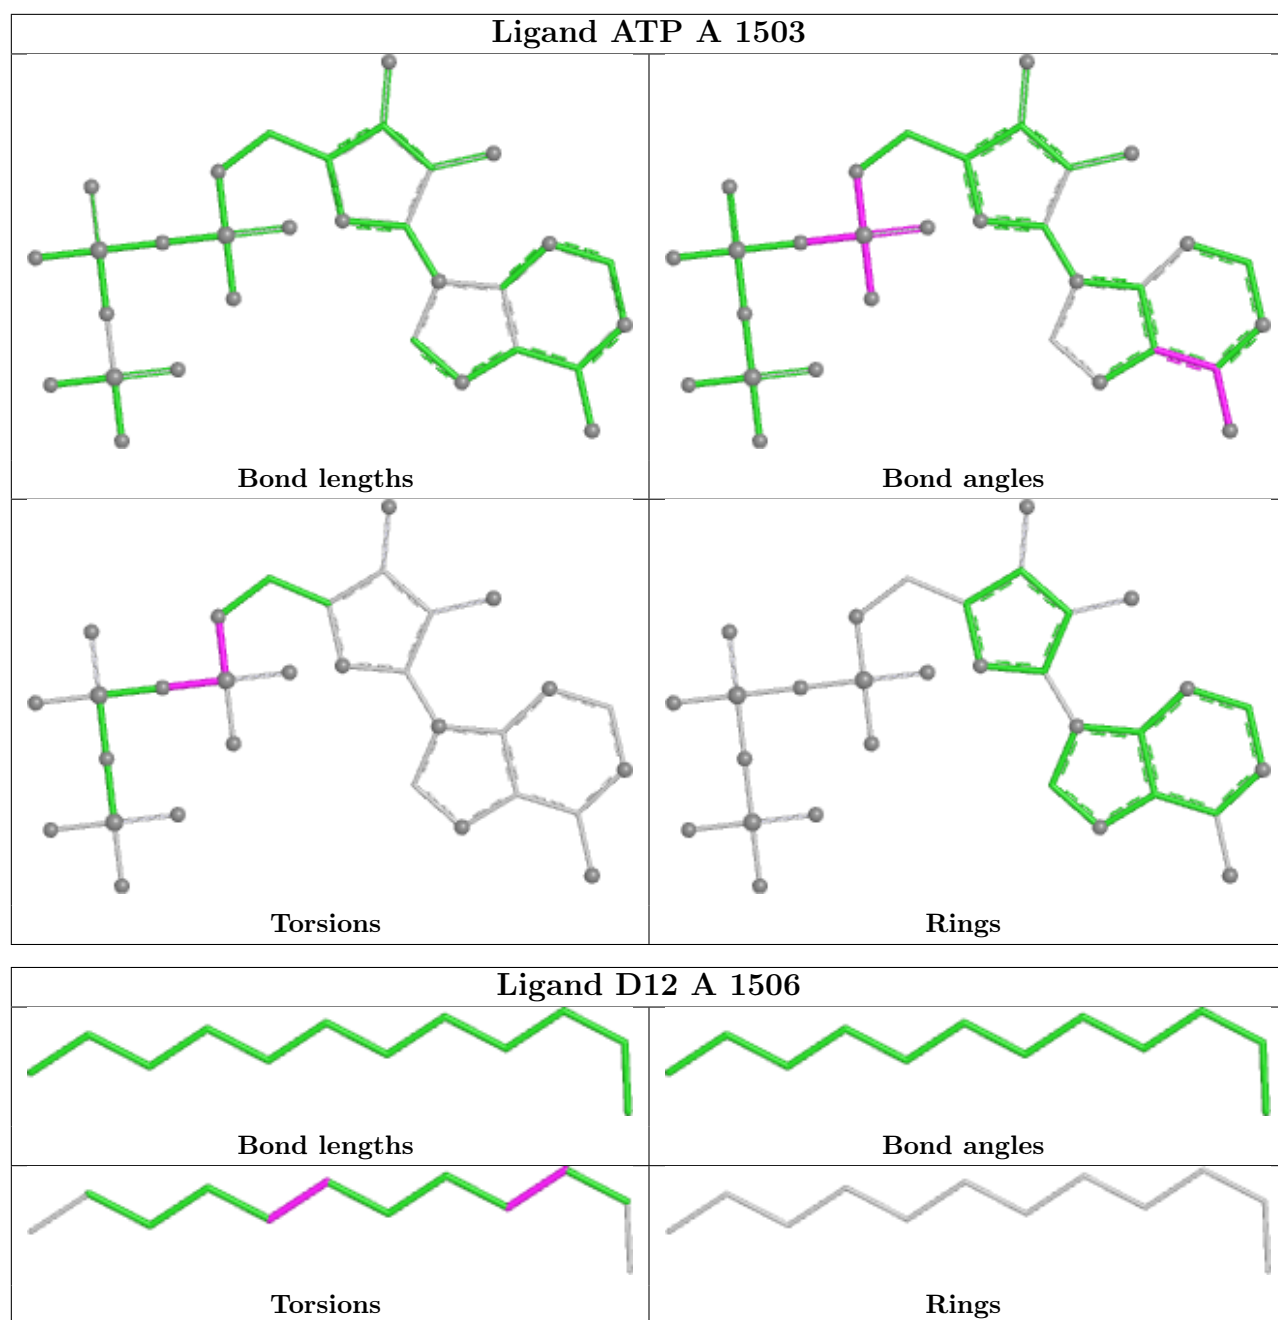 Ligand ATP A 1503
Bond lengths
Bond angles
Torsions
Rings
Ligand D12 A 1506
Bond lengths
Bond angles
Torsions
Rings